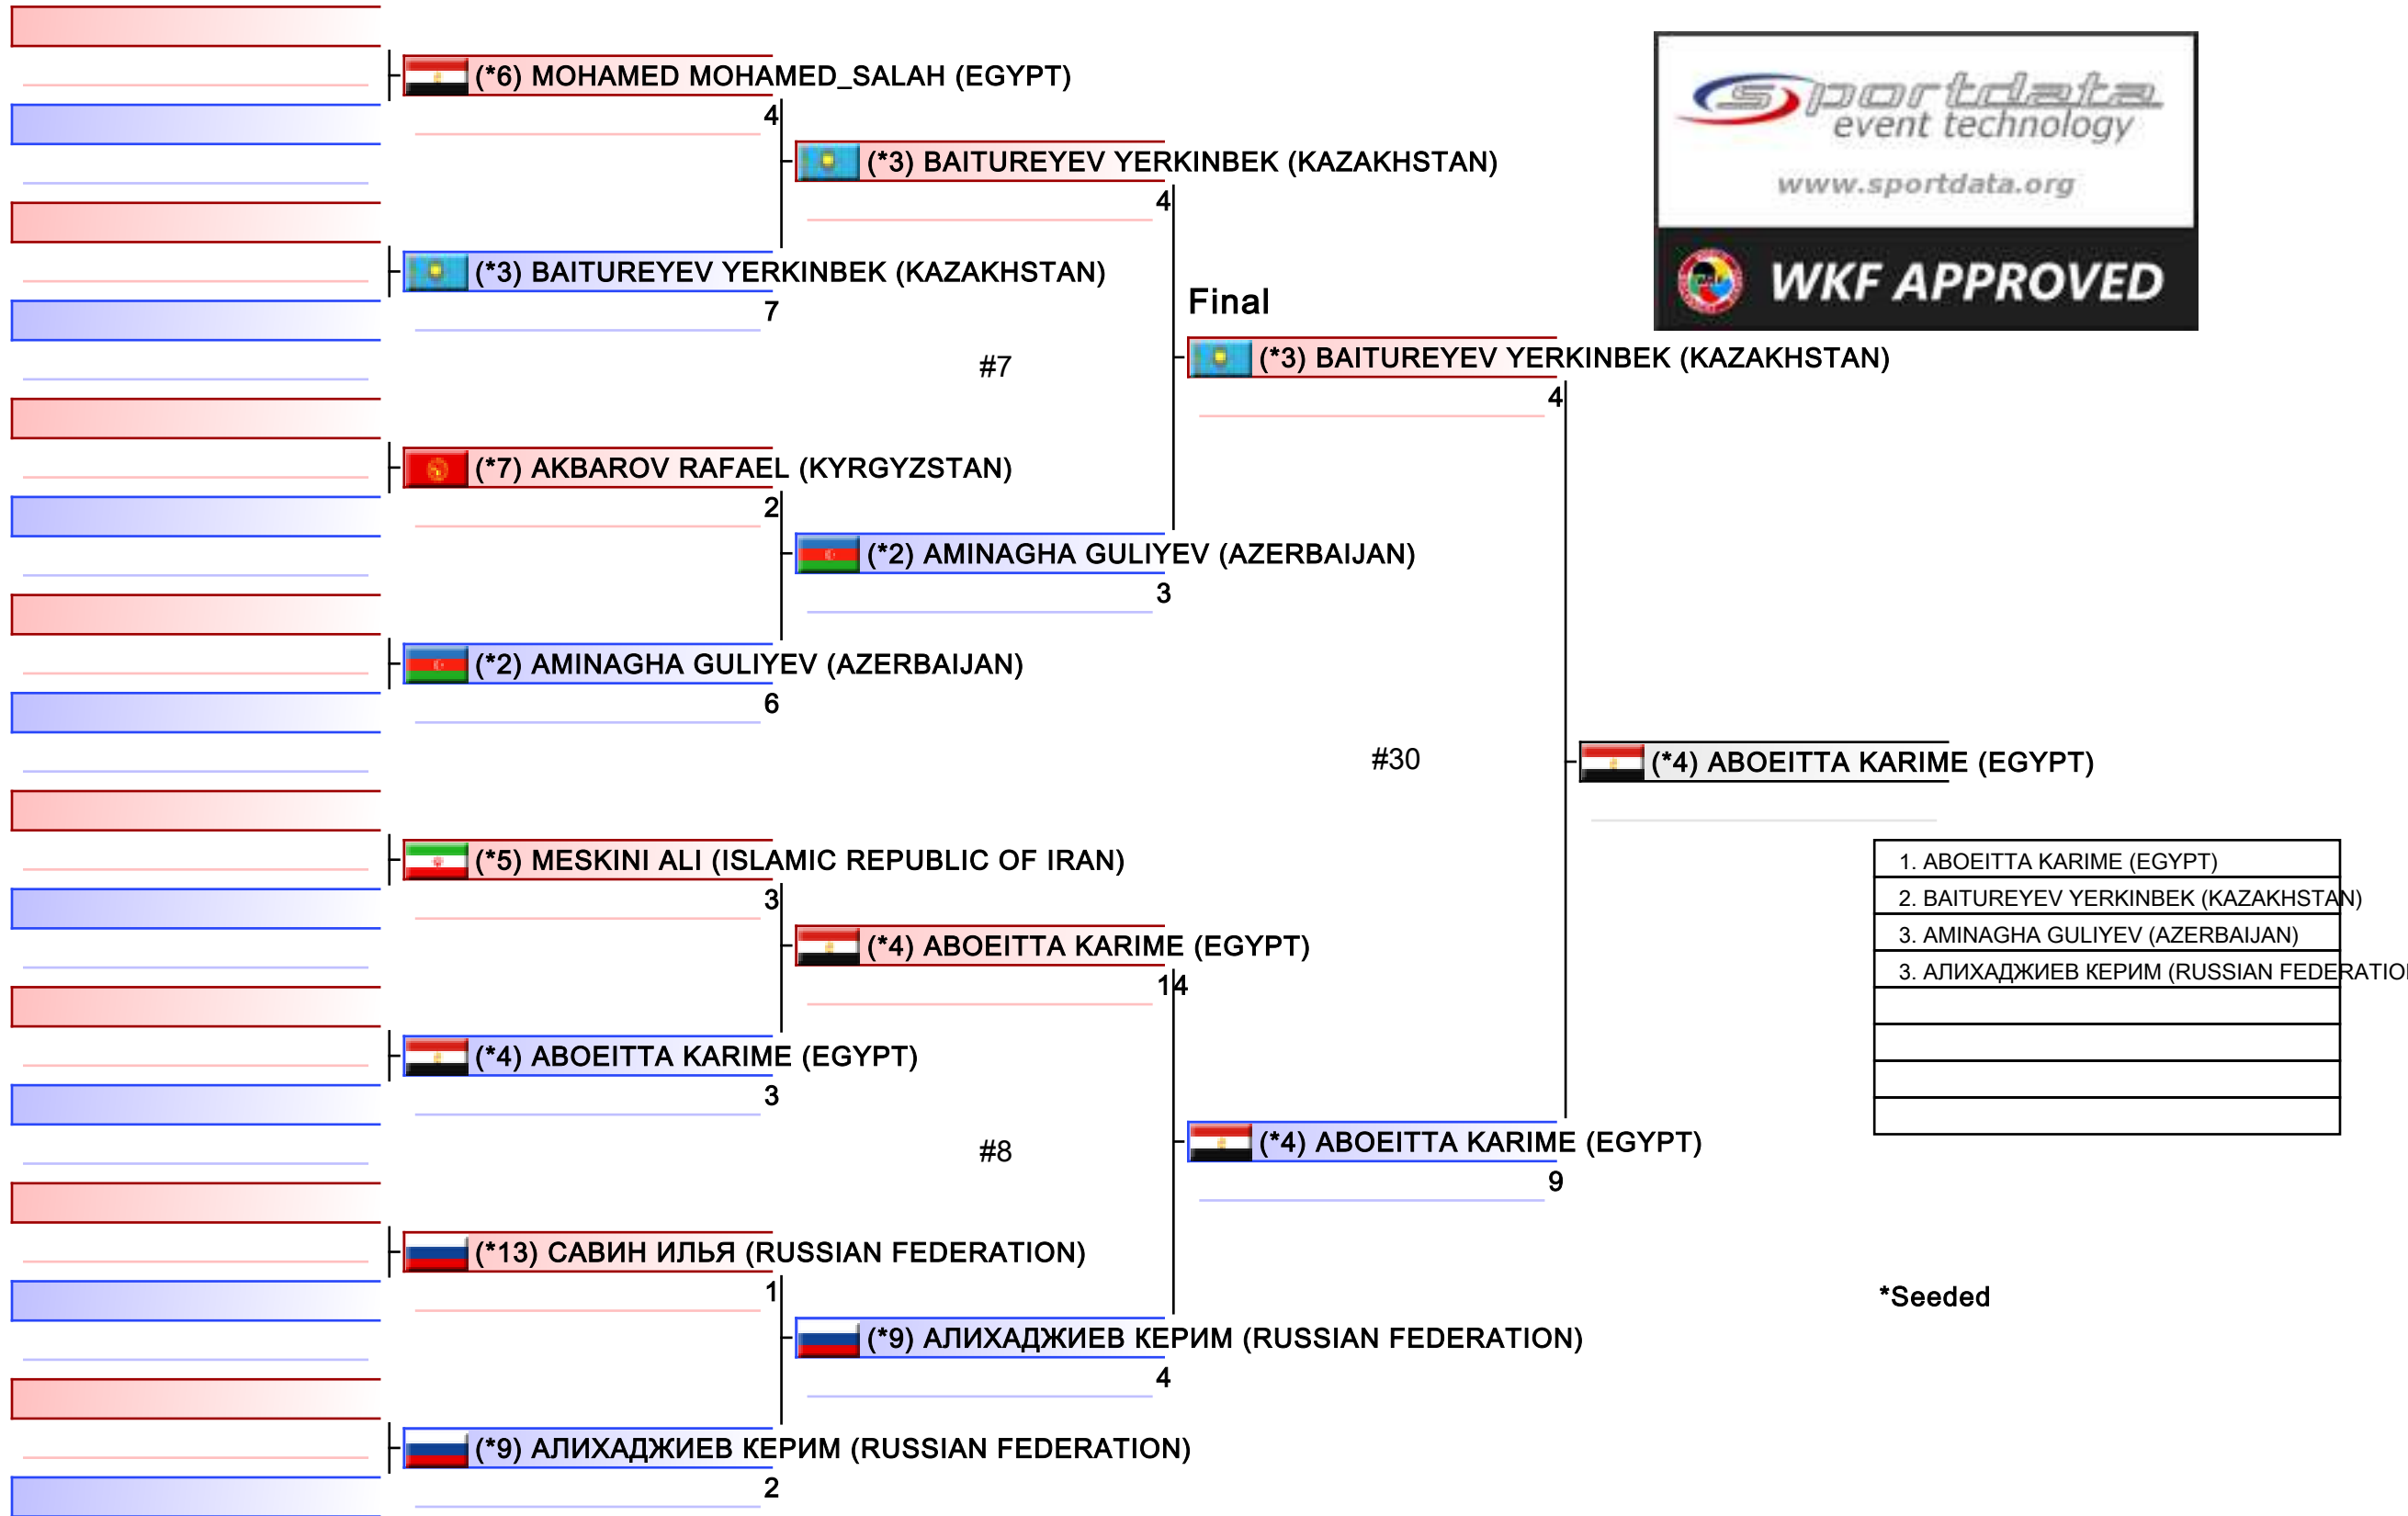 (*6) MOHAMED MOHAMED_SALAH (EGYPT)
4
(*3) BAITUREYEV YERKINBEK (KAZAKHSTAN)
4
(*3) BAITUREYEV YERKINBEK (KAZAKHSTAN)
7
Final
#7
(*3) BAITUREYEV YERKINBEK (KAZAKHSTAN)
4
(*7) AKBAROV RAFAEL (KYRGYZSTAN)
2
(*2) AMINAGHA GULIYEV (AZERBAIJAN)
3
(*2) AMINAGHA GULIYEV (AZERBAIJAN)
6
#30
(*4) ABOEITTA KARIME (EGYPT)
(*5) MESKINI ALI (ISLAMIC REPUBLIC OF IRAN)
3
(*4) ABOEITTA KARIME (EGYPT)
14
(*4) ABOEITTA KARIME (EGYPT)
3
#8
(*4) ABOEITTA KARIME (EGYPT)
9
(*13) САВИН ИЛЬЯ (RUSSIAN FEDERATION)
1
(*9) АЛИХАДЖИЕВ КЕРИМ (RUSSIAN FEDERATION)
4
(*9) АЛИХАДЖИЕВ КЕРИМ (RUSSIAN FEDERATION)
2
sportdata
event technology
www.sportdata.org
WKF APPROVED
1. ABOEITTA KARIME (EGYPT)
2. BAITUREYEV YERKINBEK (KAZAKHSTAN)
3. AMINAGHA GULIYEV (AZERBAIJAN)
3. АЛИХАДЖИЕВ КЕРИМ (RUSSIAN FEDERATIO
*Seeded